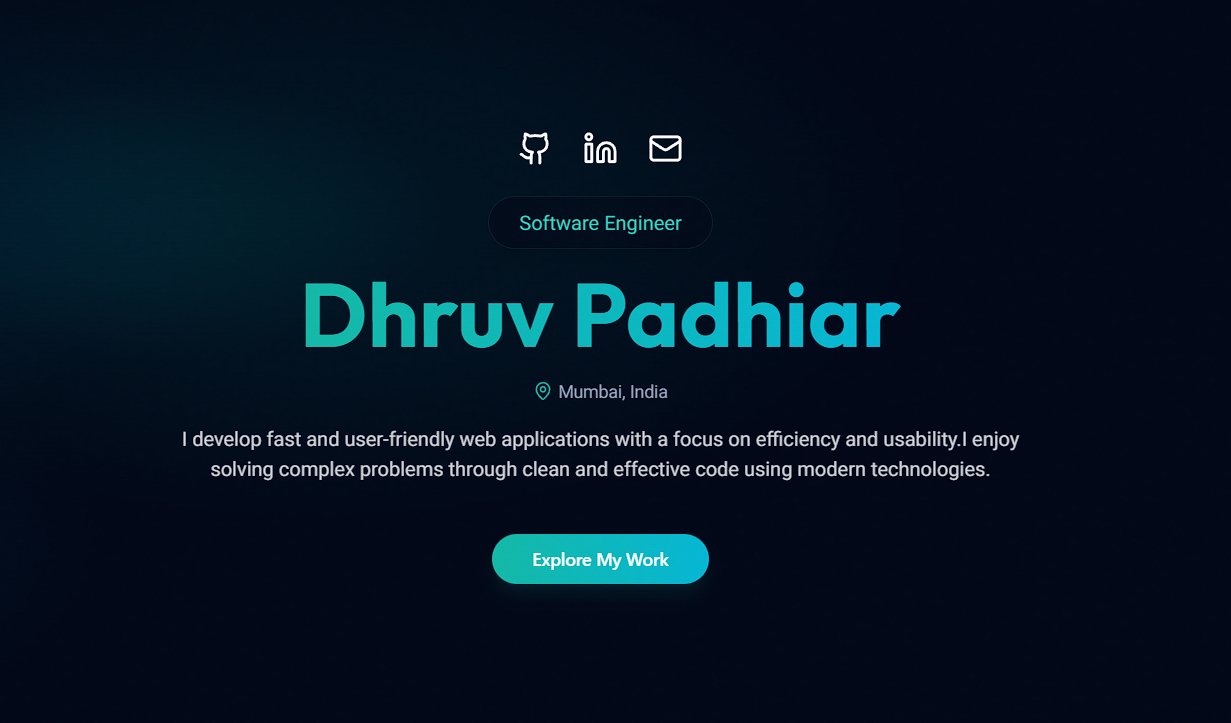 Software Engineer
Dhruv Padhiar
Mumbai, India
I develop fast and user-friendly web applications with a focus on efficiency and usability.I enjoy
solving complex problems through clean and effective code using modern technologies.
Explore My Work